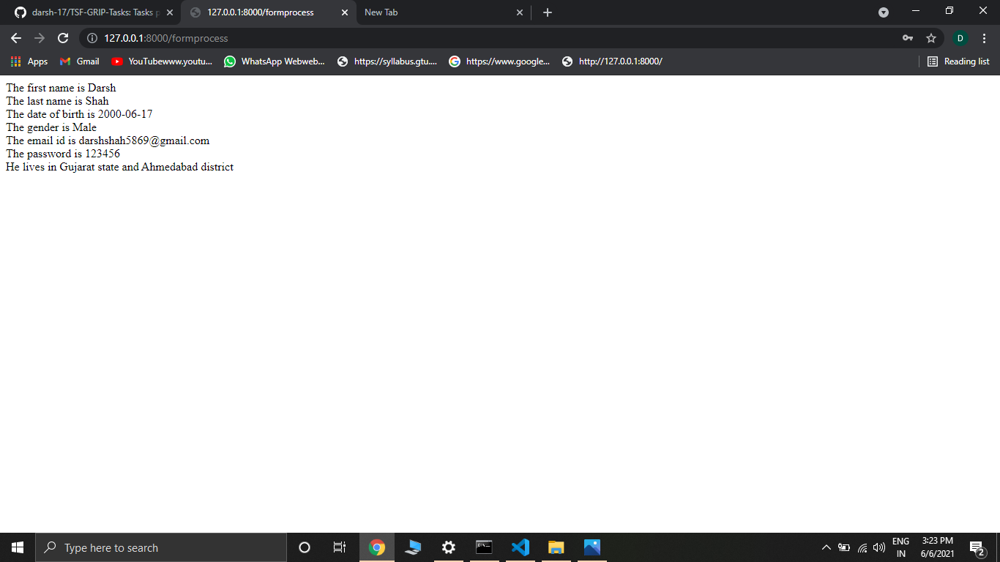 darsh-17/TSF-GRIP-Tasks: Tasks p
127.0.0.1:8000/formprocess
New Tab
127.0.0.1:8000/formprocess
D
Apps
Gmail
YouTubewww.youtu...
WhatsApp Webweb...
https://syllabus.gtu....
https://www.google...
http://127.0.0.1:8000/
Reading list
The first name is Darsh
The last name is Shah
The date of birth is 2000-06-17
The gender is Male
The email id is darshshah5869@gmail.com
The password is 123456
He lives in Gujarat state and Ahmedabad district
Type here to search
ENG
IN
3:23 PM
6/6/2021
2